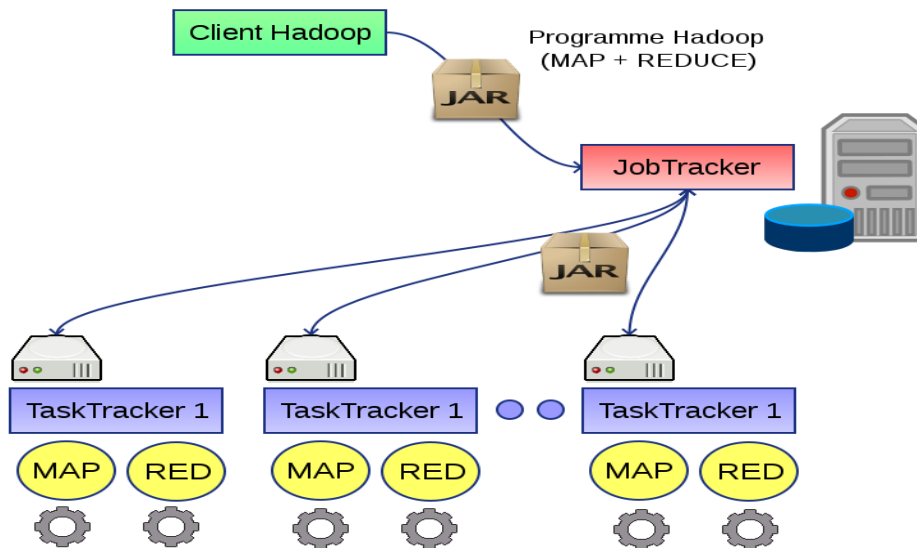 Client Hadoop
Programme Hadoop
(MAP + REDUCE)
JAR
JobTracker
JAR
TaskTracker 1
TaskTracker 1
TaskTracker 1
MAP
RED
MAP
RED
MAP
RED